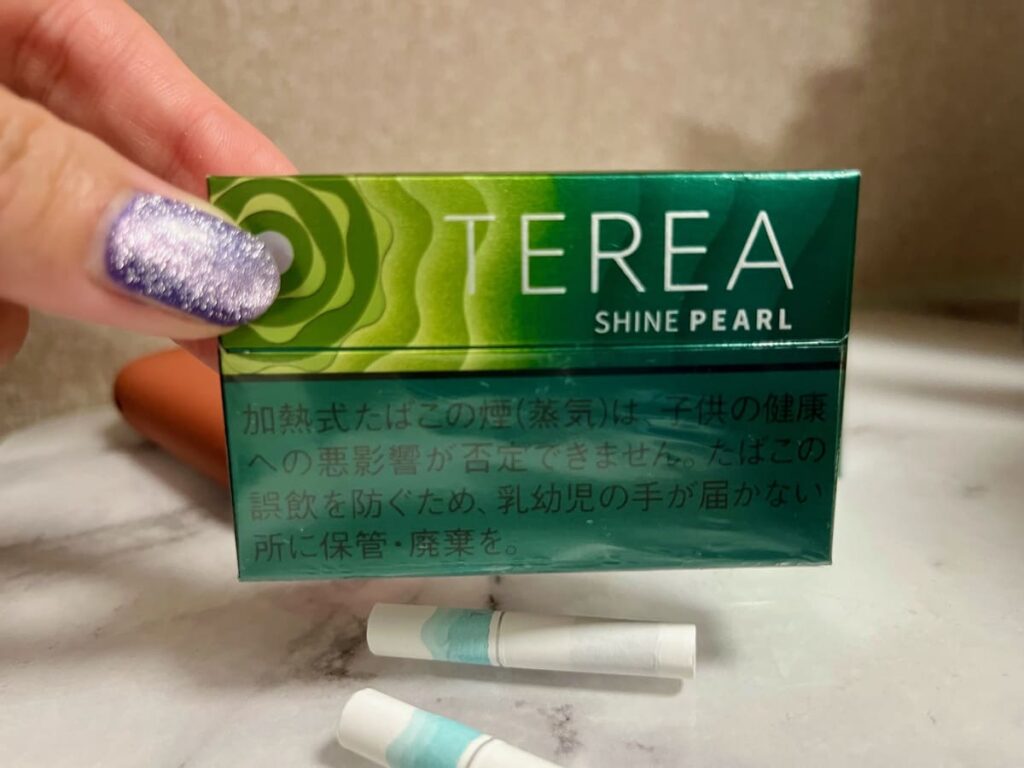 TEREA
SHINE PEARL
加熱式たばこの煙(蒸気)は、子供の健康
への悪影響が否定できません。たばこの
誤飲を防ぐため、乳幼児の手が届かない
所に保管・廃棄を。